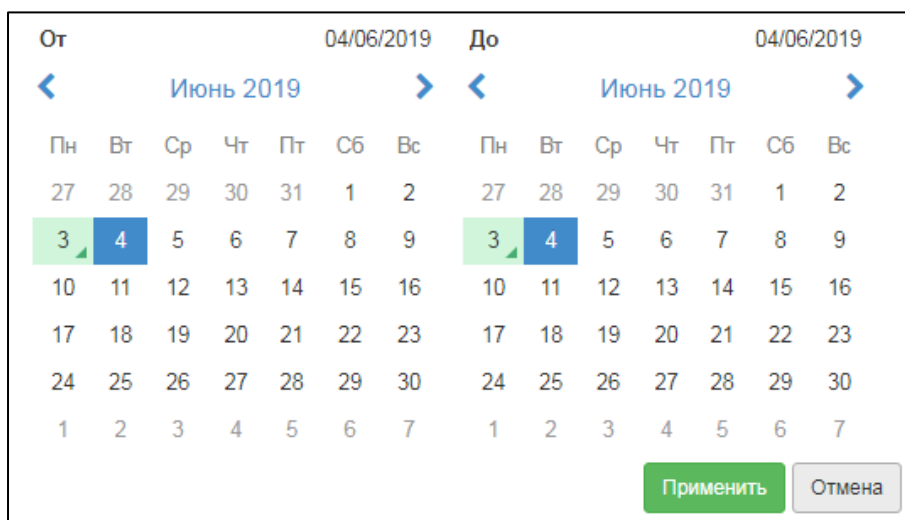 От 04/06/2019 До 04/06/2019
Июнь 2019 Июнь 2019
Пн Вт Ср Чт Пт Сб Вс Пн Вт Ср Чт Пт Сб Вс
27 28 29 30 31 1 2 27 28 29 30 31 1 2
3 4 5 6 7 8 9 3 4 5 6 7 8 9
10 11 12 13 14 15 16 10 11 12 13 14 15 16
17 18 19 20 21 22 23 17 18 19 20 21 22 23
24 25 26 27 28 29 30 24 25 26 27 28 29 30
1 2 3 4 5 6 7 1 2 3 4 5 6 7
Применить Отмена